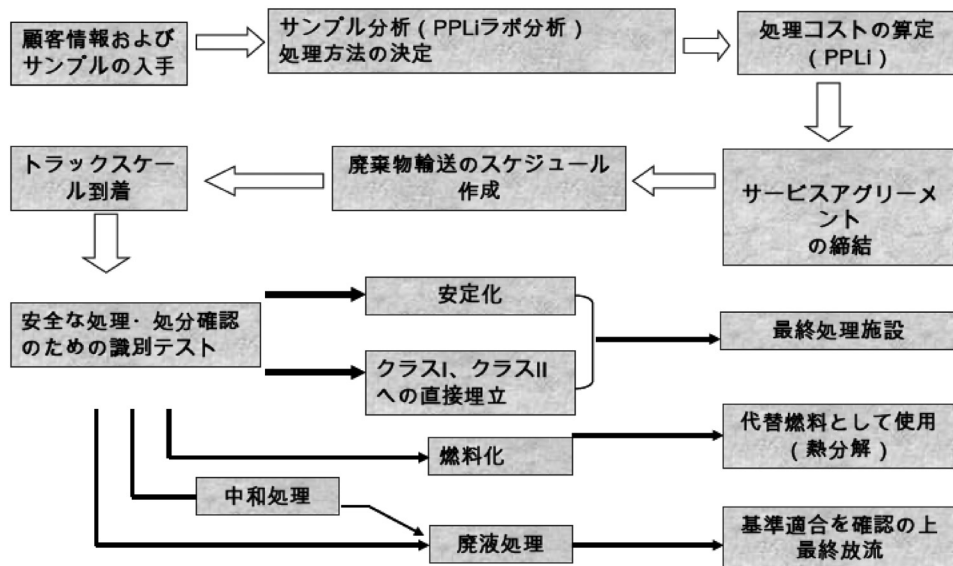 顧客情報および
サンプルの入手
サンプル分析（PPLiラボ分析）
処理方法の決定
処理コストの算定
（PPLi）
サービスアグリーメ
ント
の締結
廃棄物輸送のスケジュール
作成
トラックスケー
ル到着
安全な処理・処分確認
のための識別テスト
安定化
クラスI、クラスII
への直接埋立
最終処理施設
燃料化
代替燃料として使用
（熱分解）
中和処理
廃液処理
基準適合を確認の上
最終放流